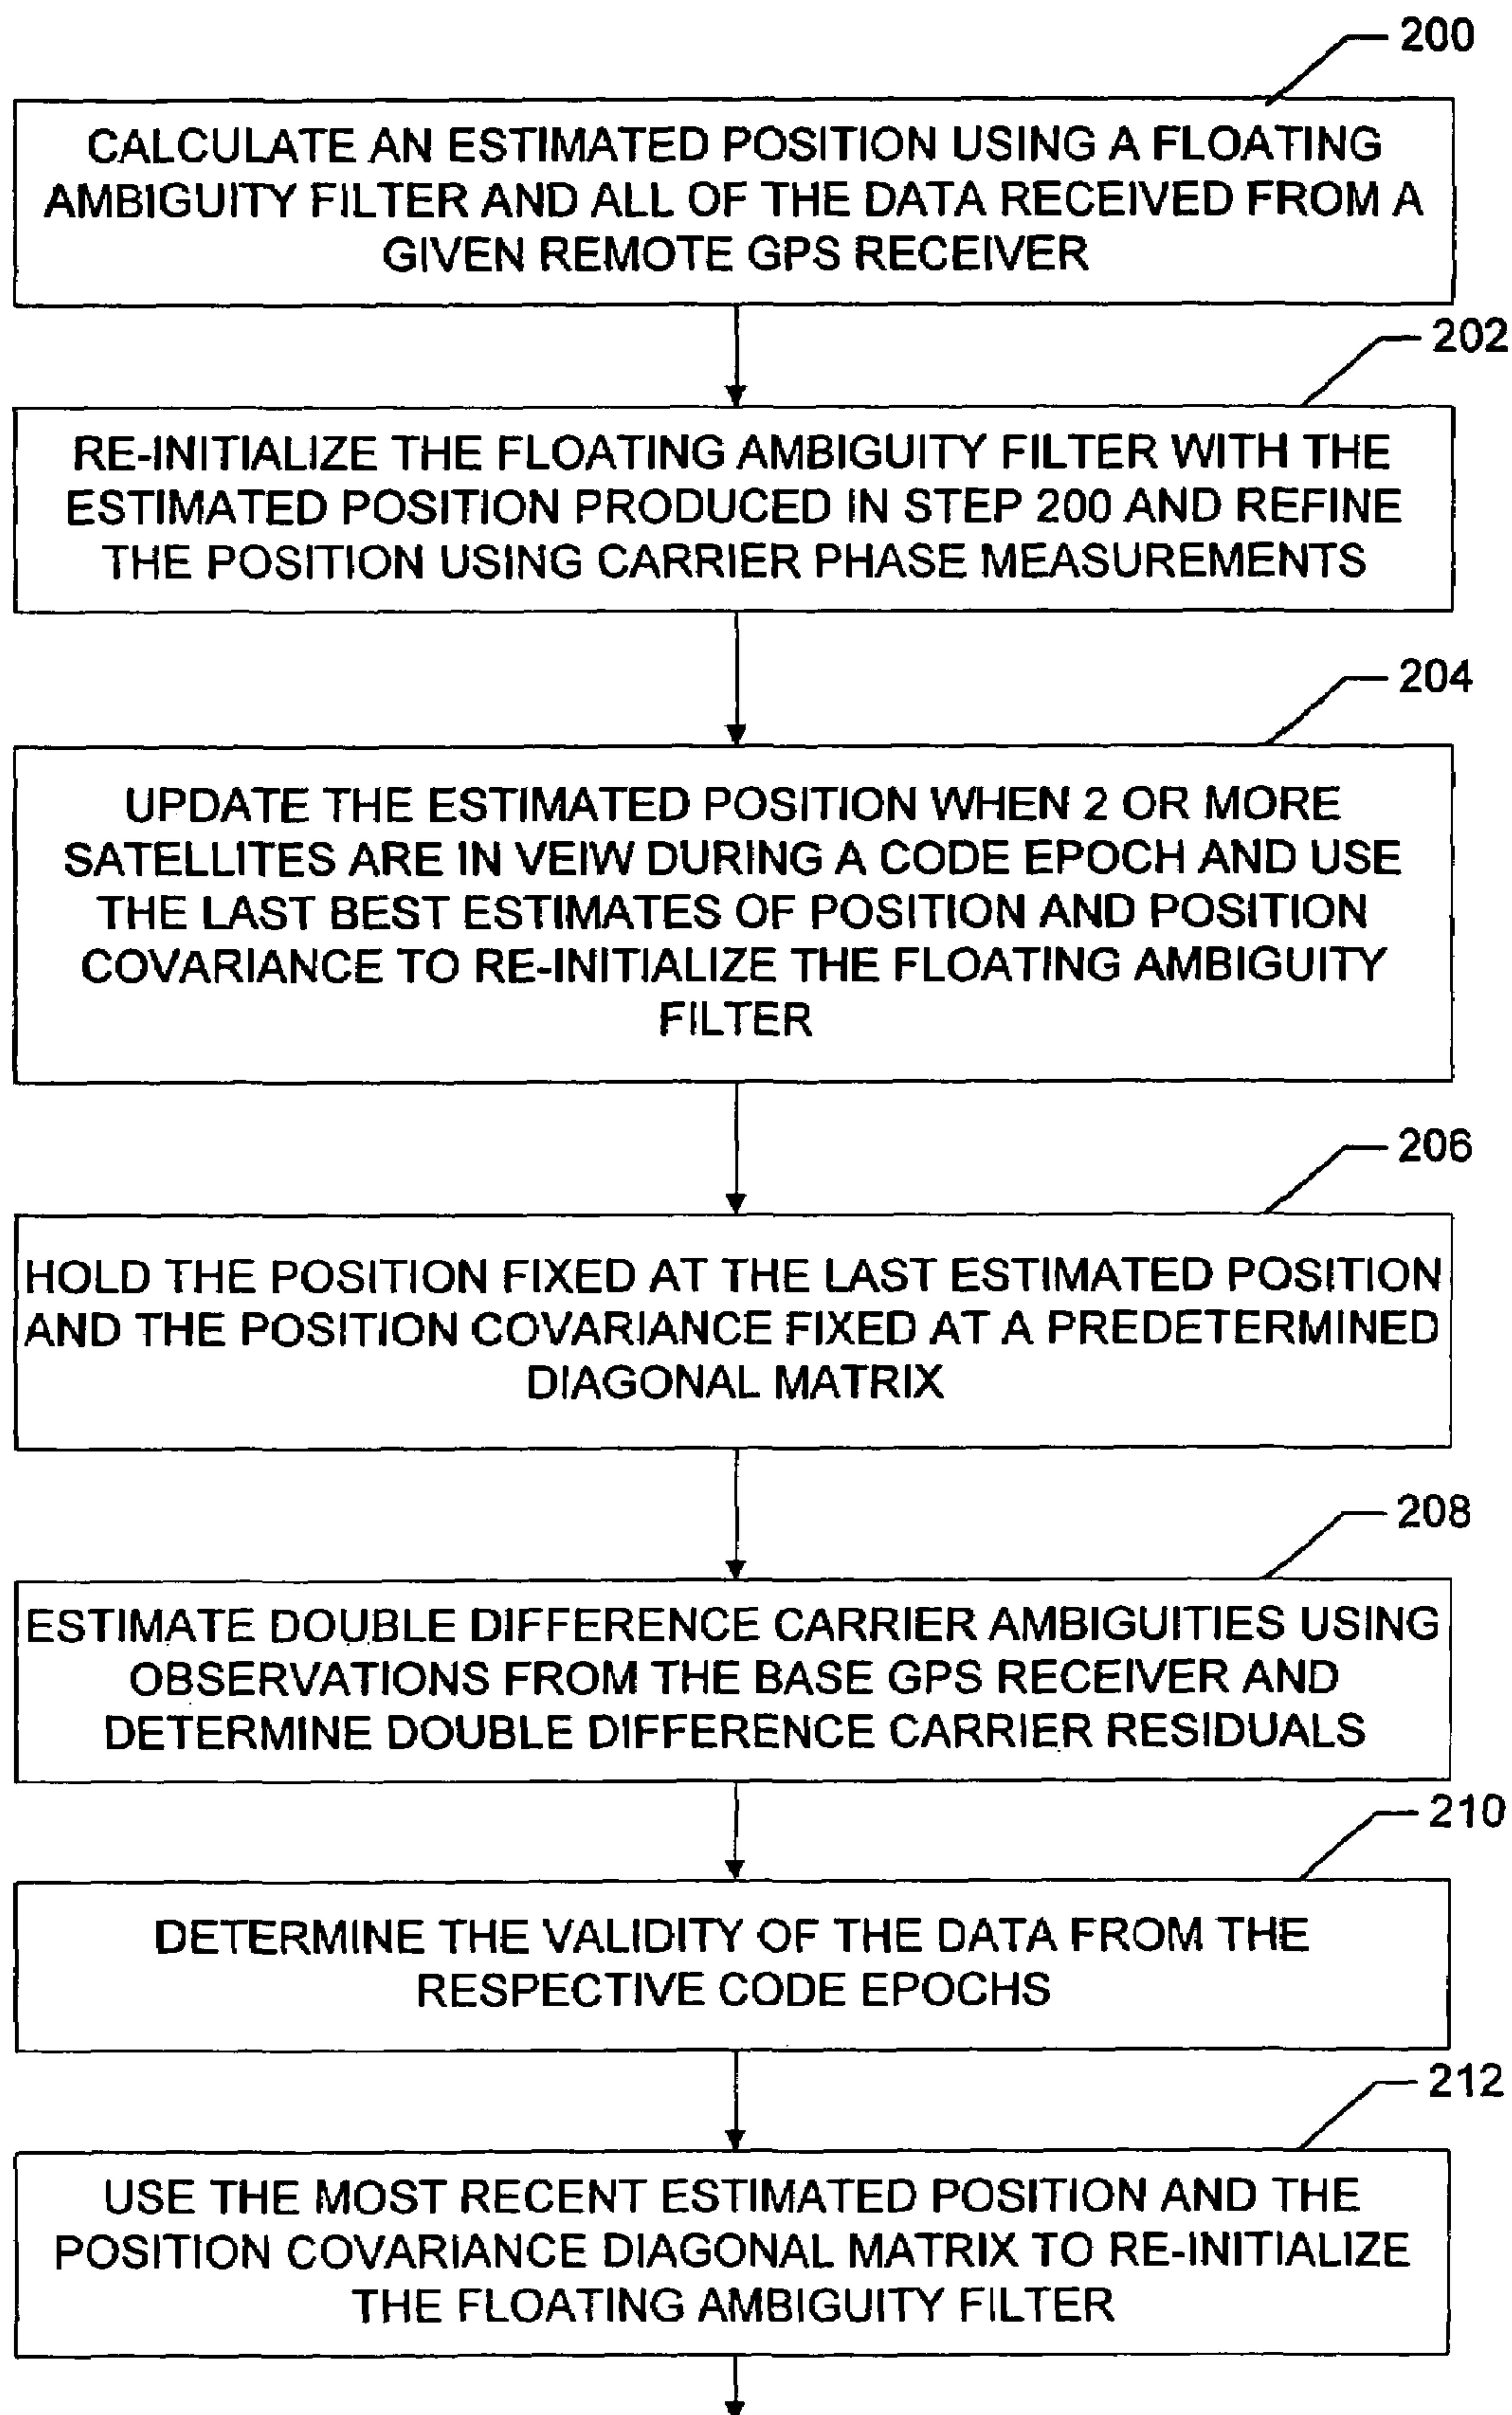 200
CALCULATE AN ESTIMATED POSITION USING A FLOATING
AMBIGUITY FILTER AND ALL OF THE DATA RECEIVED FROM A
GIVEN REMOTE GPS RECEIVER
202
RE-INITIALIZE THE FLOATING AMBIGUITY FILTER WITH THE
ESTIMATED POSITION PRODUCED IN STEP 200 AND REFINE
THE POSITION USING CARRIER PHASE MEASUREMENTS
204
UPDATE THE ESTIMATED POSITION WHEN 2 OR MORE
SATELLITES ARE IN VEIW DURING A CODE EPOCH AND USE
THE LAST BEST ESTIMATES OF POSITION AND POSITION
COVARIANCE TO RE-INITIALIZE THE FLOATING AMBIGUITY
FILTER
206
HOLD THE POSITION FIXED AT THE LAST ESTIMATED POSITION
AND THE POSITION COVARIANCE FIXED AT A PREDETERMINED
DIAGONAL MATRIX
208
ESTIMATE DOUBLE DIFFERENCE CARRIER AMBIGUITIES USING
OBSERVATIONS FROM THE BASE GPS RECEIVER AND
DETERMINE DOUBLE DIFFERENCE CARRIER RESIDUALS
210
DETERMINE THE VALIDITY OF THE DATA FROM THE
RESPECTIVE CODE EPOCHS
212
USE THE MOST RECENT ESTIMATED POSITION AND THE
POSITION COVARIANCE DIAGONAL MATRIX TO RE-INITIALIZE
THE FLOATING AMBIGUITY FILTER